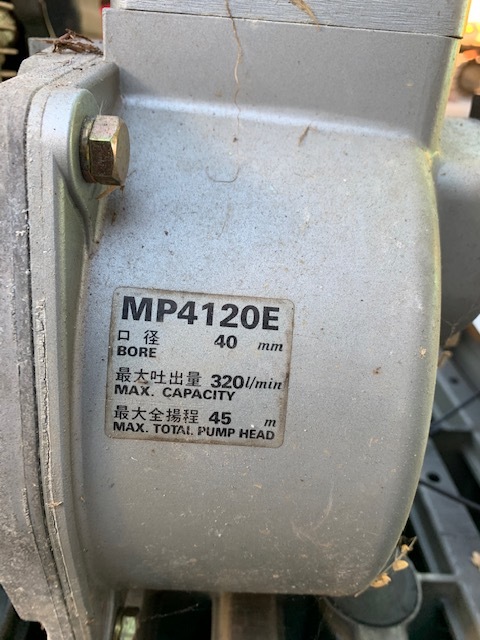 MP4120E
口径 40 mm
BORE
最大吐出量 320l/min
MAX. CAPACITY
最大全揚程 45 m
MAX. TOTAL PUMP HEAD